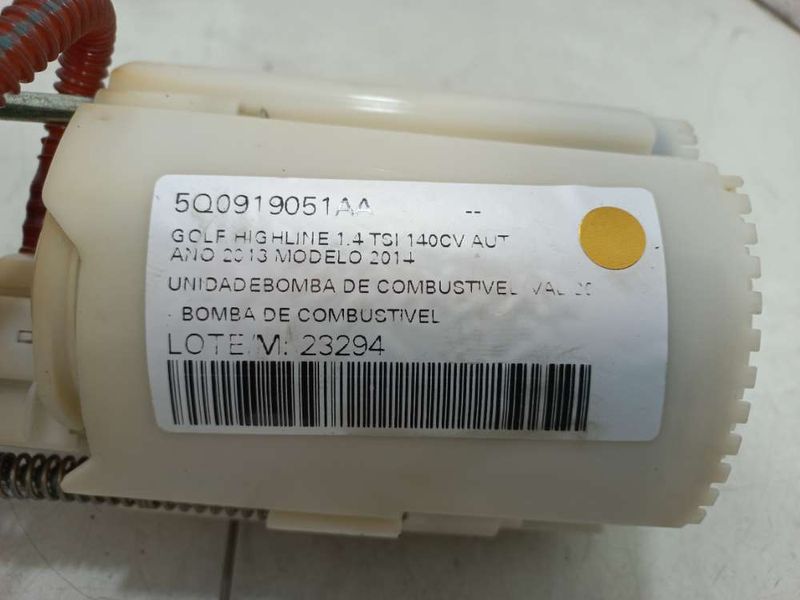 5Q0919051AA --
GOLF HIGHLINE 1.4 TSI 140CV AUT
ANO 2013 MODELO 2014
UNIDADEBOMBA DE COMBUSTIVEL
- BOMBA DE COMBUSTIVEL
LOTE/M: 23294